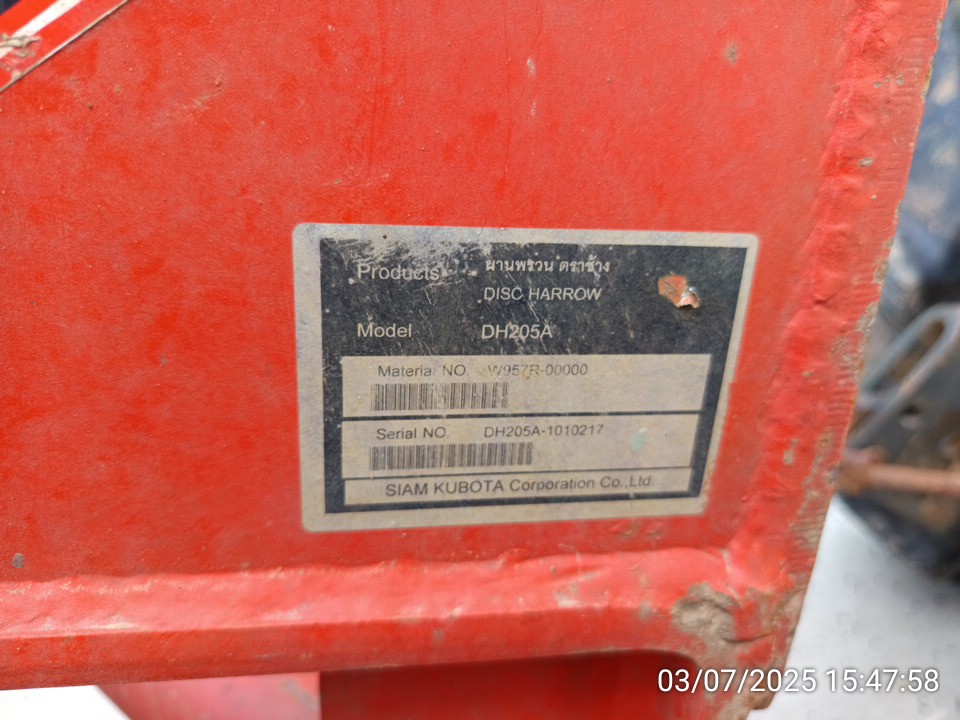 Products ผานพรวน ตราช้าง
DISC HARROW
Model DH205A
Material NO. W957R-00000
Serial NO. DH205A-1010217
SIAM KUBOTA Corporation Co.,Ltd.
03/07/2025 15:47:58